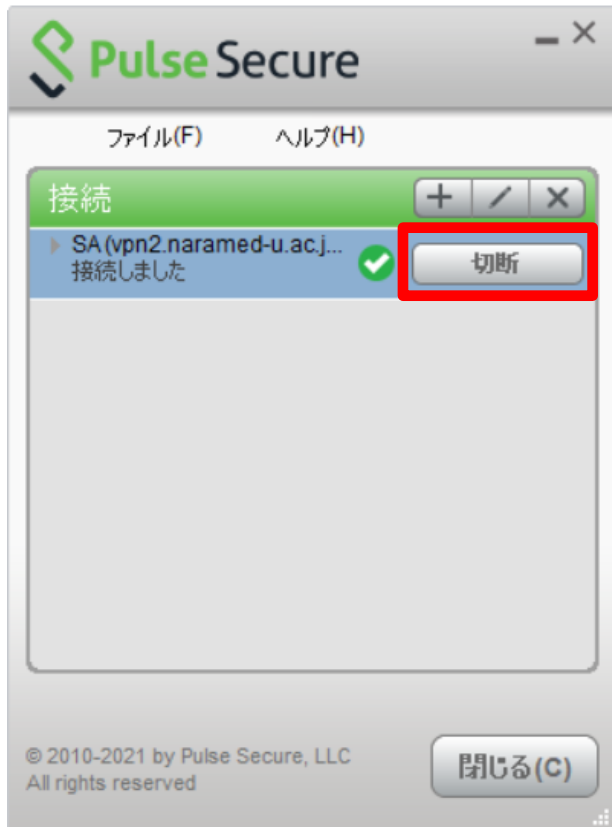 Pulse Secure
ファイル(F) ヘルプ(H)
接続
SA(vpn2.naramed-u.ac.j...
接続しました
切断
© 2010-2021 by Pulse Secure, LLC
All rights reserved
閉じる(C)